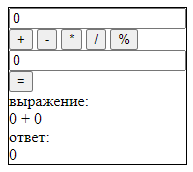 0
+ - * / %
0
=
выражение:
0 + 0
ответ:
0